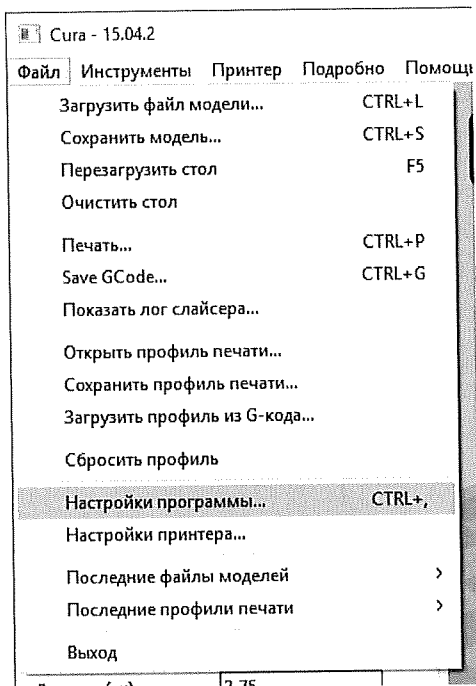 Cura - 15.04.2
Файл Инструменты Принтер Подробно Помощ
Загрузить файл модели... CTRL+L
Сохранить модель... CTRL+S
Перезагрузить стол F5
Очистить стол
Печать... CTRL+P
Save GCode... CTRL+G
Показать лог слайсера...
Открыть профиль печати...
Сохранить профиль печати...
Загрузить профиль из G-кода...
Сбросить профиль
Настройки программы... CTRL+,
Настройки принтера...
Последние файлы моделей >
Последние профили печати >
Выход